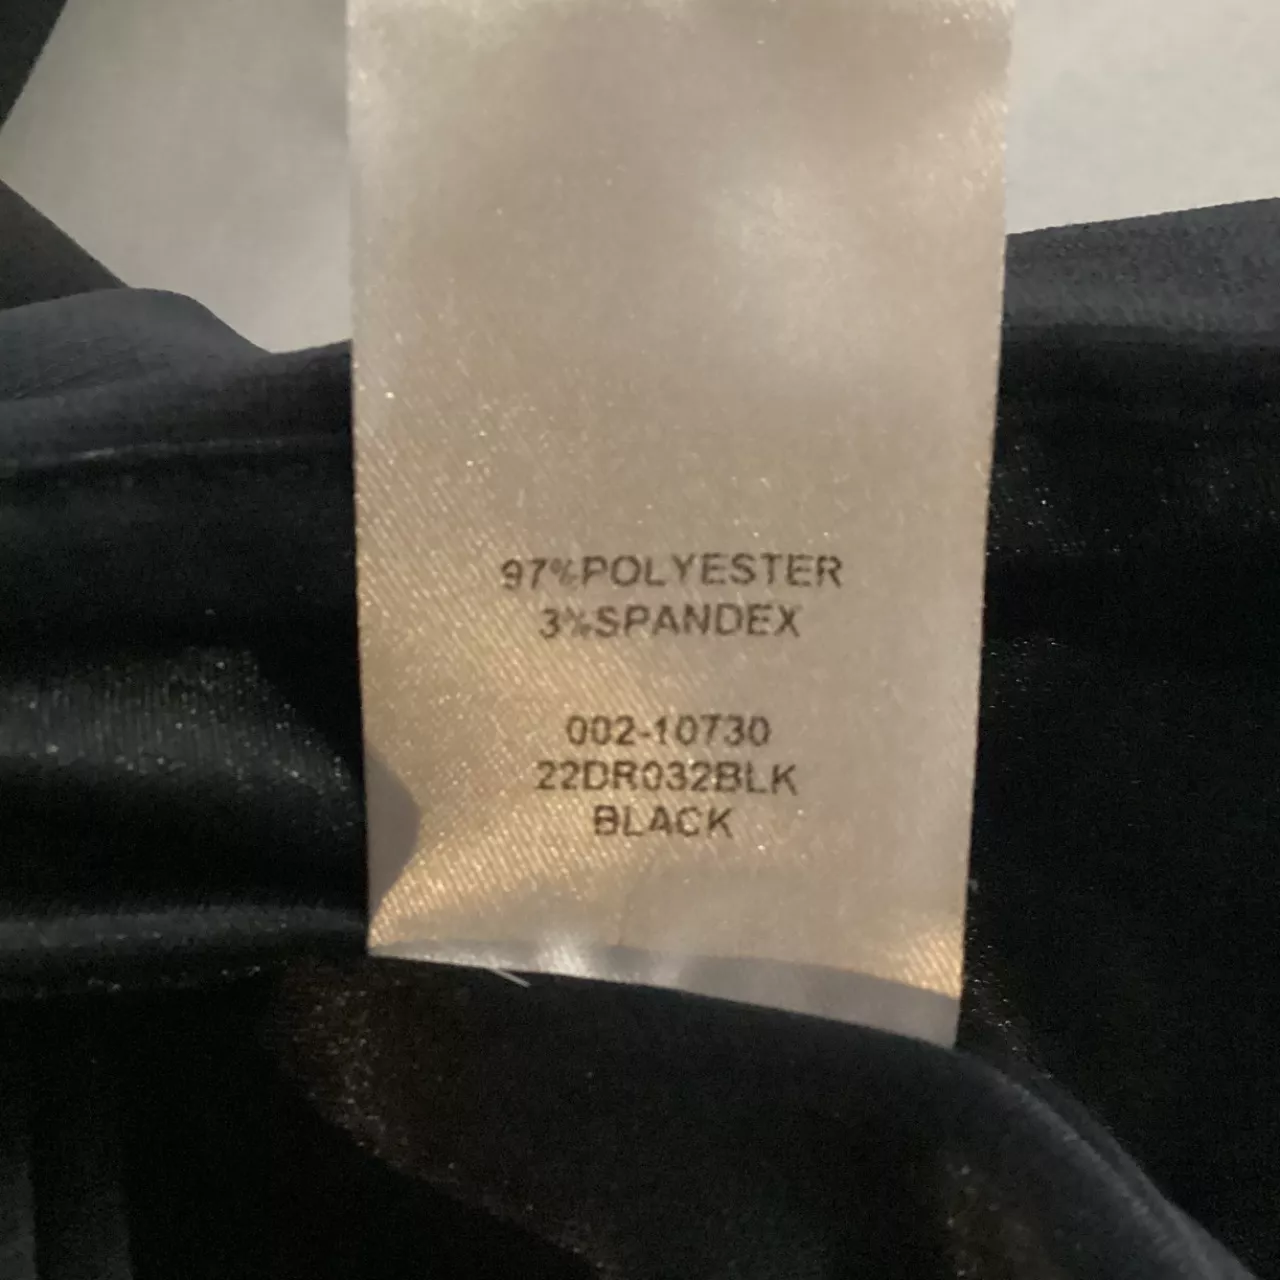 97%POLYESTER
3%SPANDEX
002-10730
22DR032BLK
BLACK